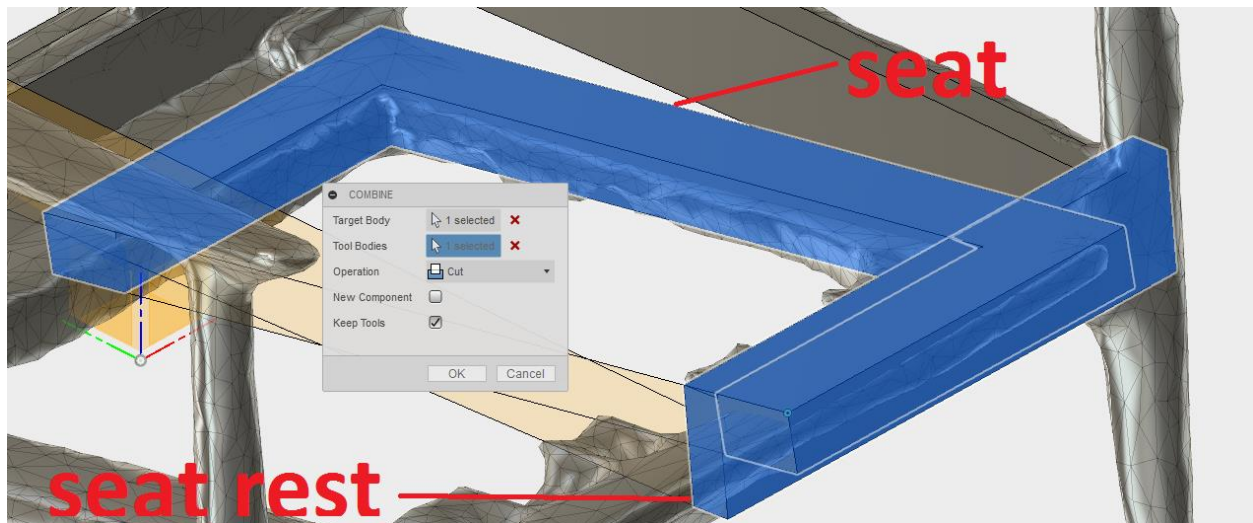 seat
COMBINE
Target Body 1 selected
Tool Bodies 1 selected
Operation Cut
New Component
Keep Tools
OK Cancel
seat rest